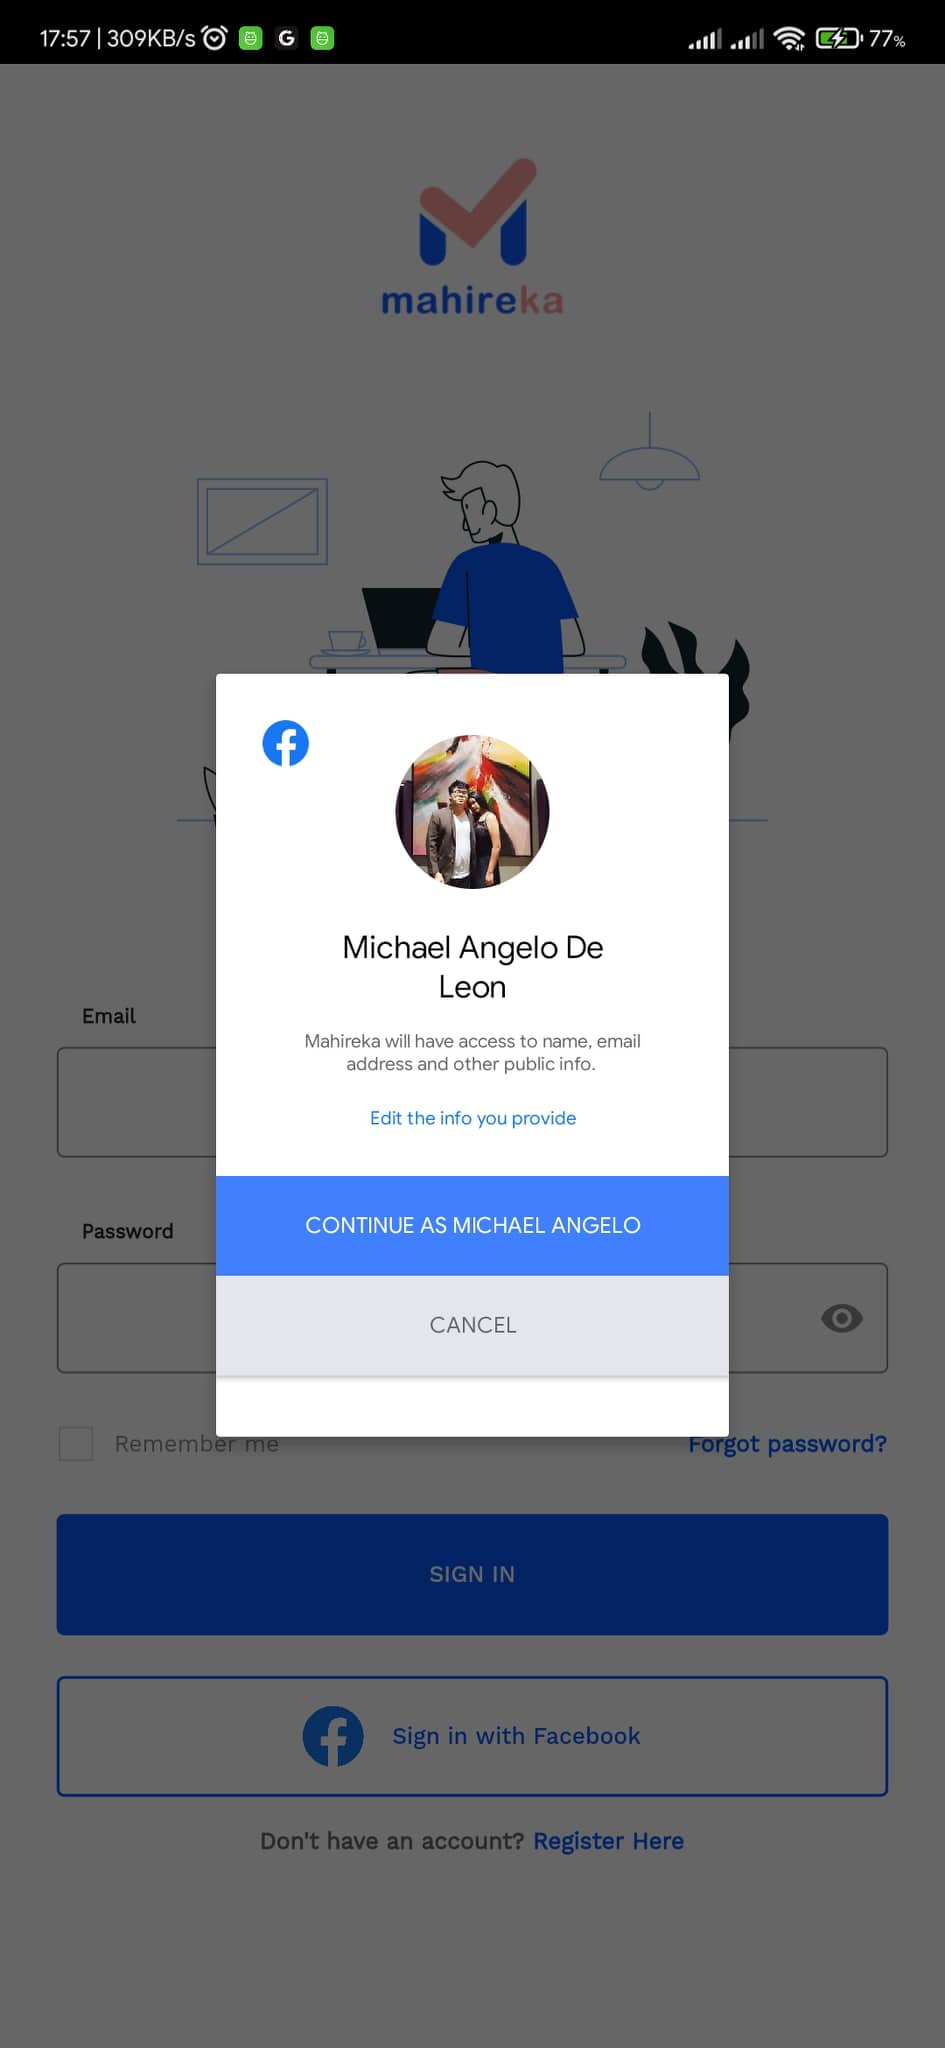 17:57 | 309KB/s G 77%
mahireka
Michael Angelo De
Leon
Mahireka will have access to name, email
address and other public info.
Edit the info you provide
CONTINUE AS MICHAEL ANGELO
CANCEL
Email
Password
Remember me
Forgot password?
SIGN IN
Sign in with Facebook
Don't have an account? Register Here